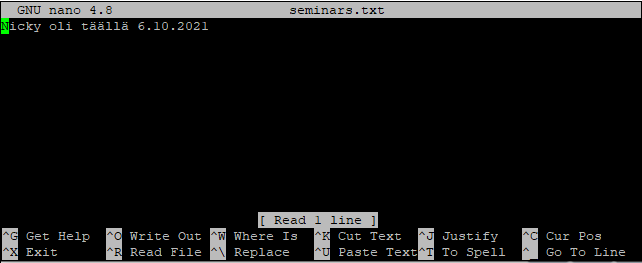 GNU nano 4.8 seminars.txt
Nicky oli täällä 6.10.2021
[ Read 1 line ]
^G Get Help ^O Write Out ^W Where Is ^K Cut Text ^J Justify ^C Cur Pos
^X Exit ^R Read File ^\ Replace ^U Paste Text ^T To Spell ^_ Go To Line